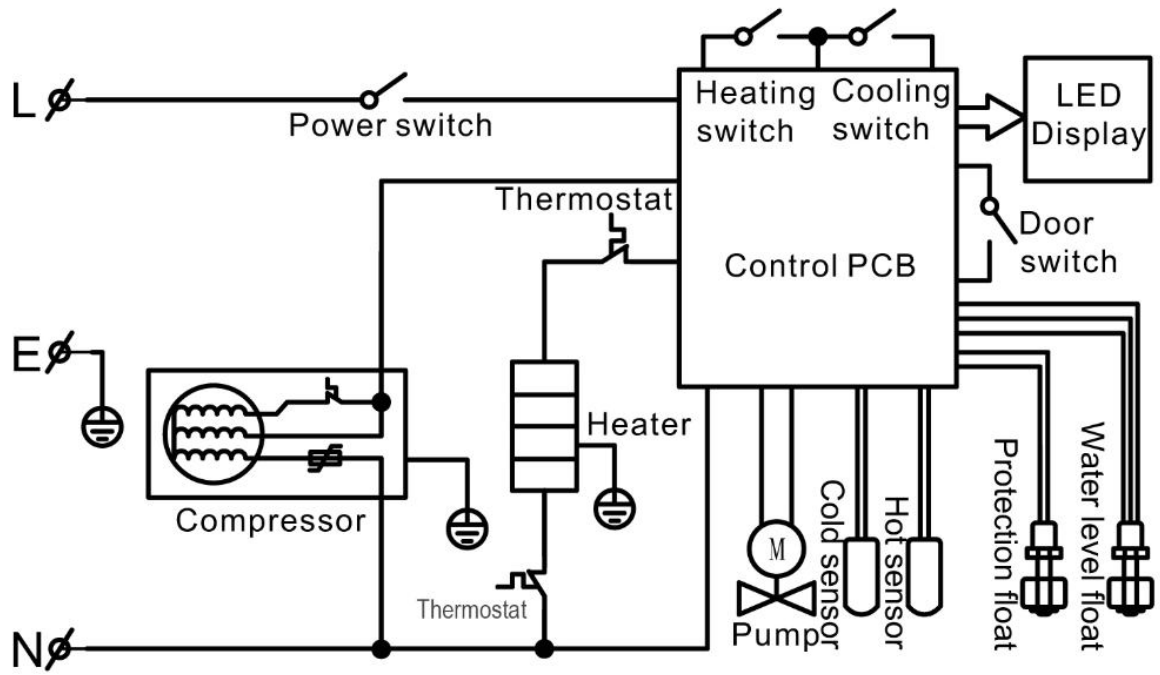 L
Power switch
Heating
switch
Cooling
switch
LED
Display
Thermostat
Door
switch
Control PCB
E
Heater
Compressor
Thermostat
N
M
Pump
Cold sensor
Hot sensor
Protection float
Water level float